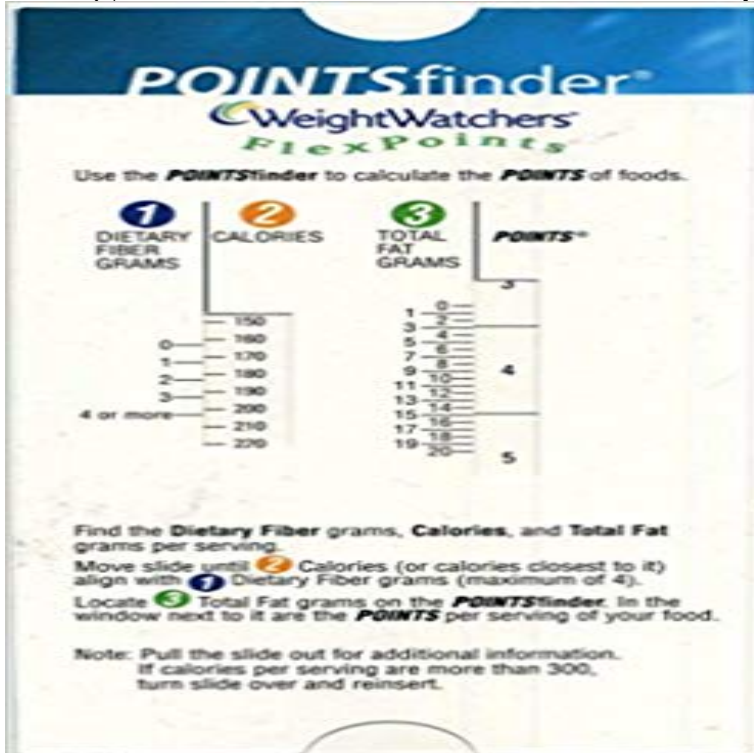 POINTSfinder®
WeightWatchers®
FlexPoints
Use the POINTSfinder to calculate the POINTS of foods.
1 2 3
DIETARY FIBER GRAMS CALORIES TOTAL FAT GRAMS POINTS®
3
150
0 160
1 170
2 180
3 190
4 or more 200
210
220
0
1
2
3
4
5
6
7
8
9
10
11
12
13
14
15
16
17
18
19
20
4
5
Find the Dietary Fiber grams, Calories, and Total Fat
grams per serving.
Move slide until 2 Calories (or calories closest to it)
align with 1 Dietary Fiber grams (maximum of 4).
Locate 3 Total Fat grams on the POINTSfinder. In the
window next to it are the POINTS per serving of your food.
Note: Pull the slide out for additional information.
If calories per serving are more than 300,
turn slide over and reinsert.